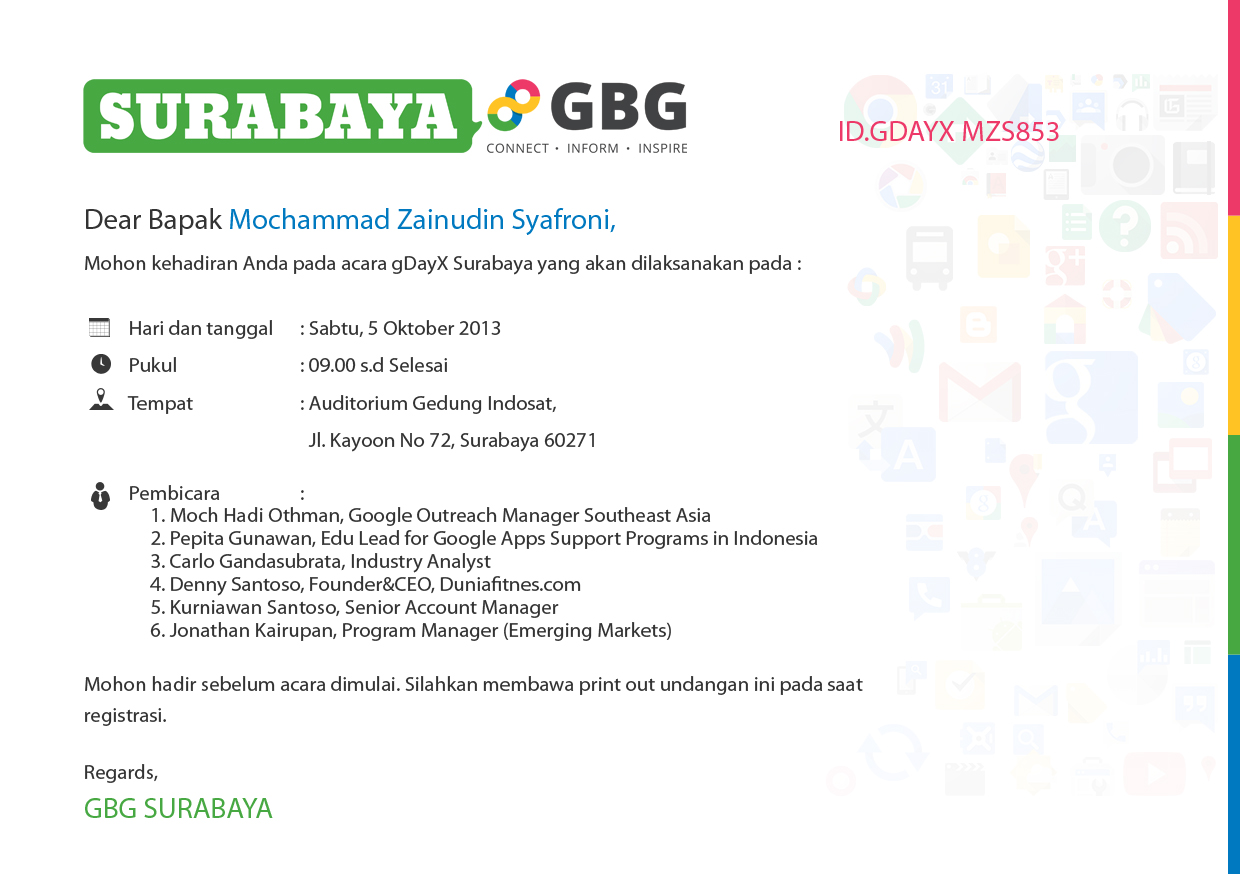 SURABAYA GBG
CONNECT • INFORM • INSPIRE
ID.GDAYX MZS853
Dear Bapak Mochammad Zainudin Syafroni,
Mohon kehadiran Anda pada acara gDayX Surabaya yang akan dilaksanakan pada :
Hari dan tanggal : Sabtu, 5 Oktober 2013
Pukul : 09.00 s.d Selesai
Tempat : Auditorium Gedung Indosat,
Jl. Kayoon No 72, Surabaya 60271
Pembicara :
1. Moch Hadi Othman, Google Outreach Manager Southeast Asia
2. Pepita Gunawan, Edu Lead for Google Apps Support Programs in Indonesia
3. Carlo Gandasubrata, Industry Analyst
4. Denny Santoso, Founder&CEO, Duniafitnes.com
5. Kurniawan Santoso, Senior Account Manager
6. Jonathan Kairupan, Program Manager (Emerging Markets)
Mohon hadir sebelum acara dimulai. Silahkan membawa print out undangan ini pada saat
registrasi.
Regards,
GBG SURABAYA
31
g+
g
8
文
A
8
Q
A